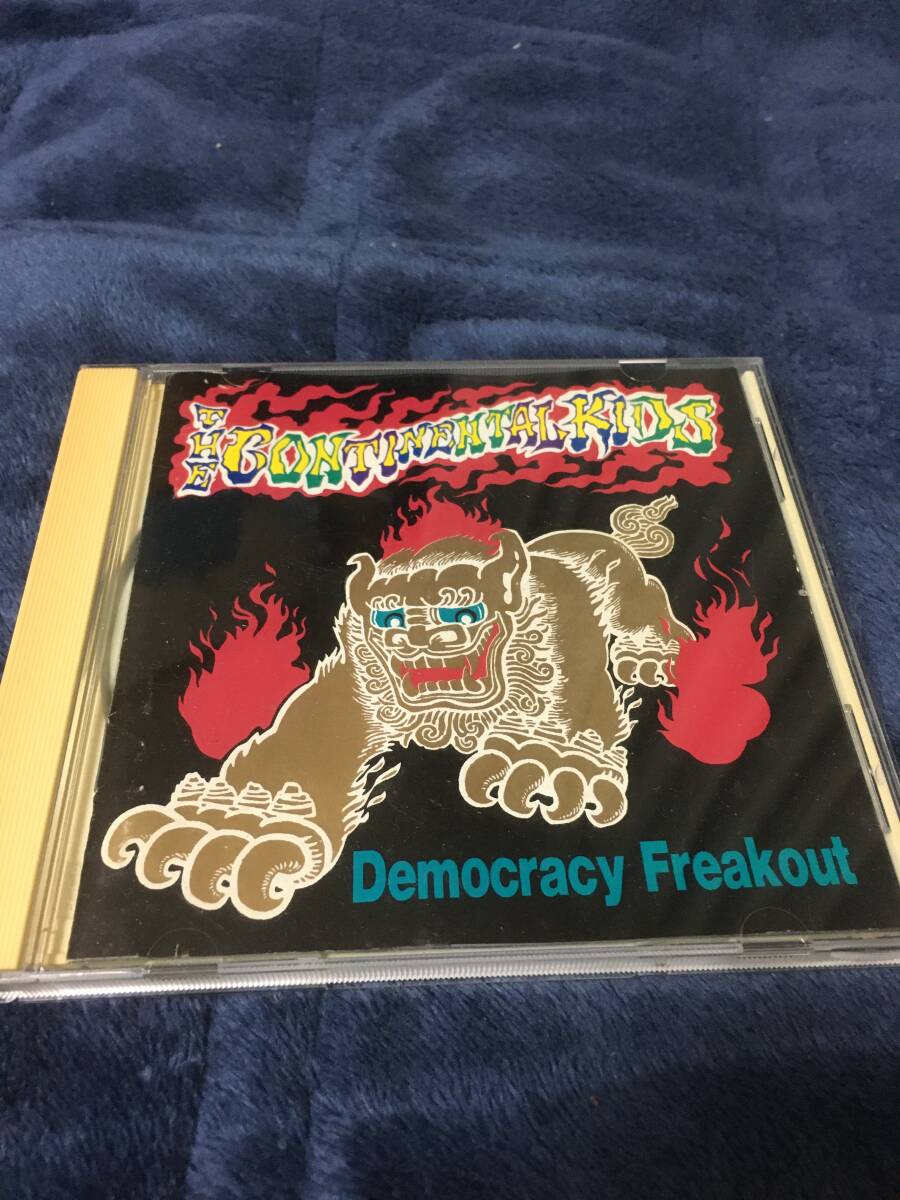 THE CONTINENTAL KIDS
Democracy Freakout